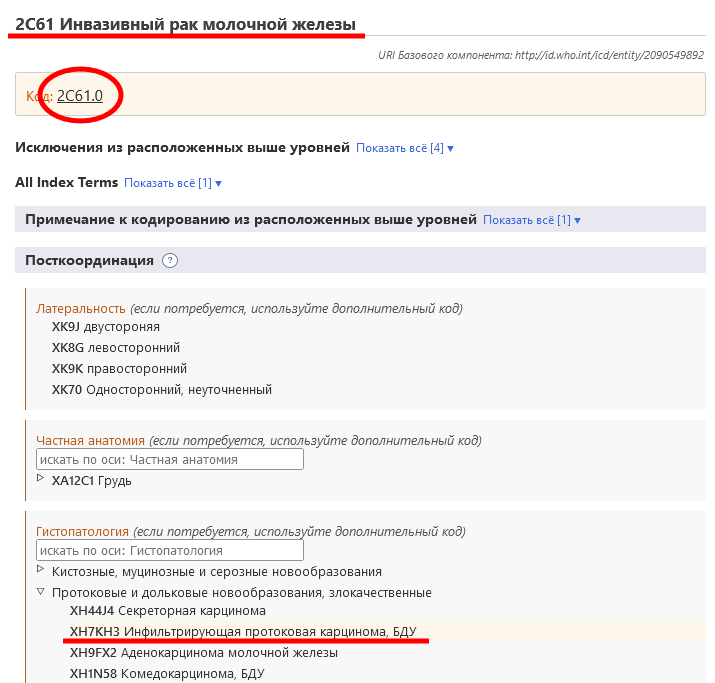 2C61 Инвазивный рак молочной железы
URI Базового компонента: http://id.who.int/icd/entity/2090549892
Код: 2C61.0
Исключения из расположенных выше уровней Показать всё [4] ▾
All Index Terms Показать всё [1] ▾
Примечание к кодированию из расположенных выше уровней Показать всё [1] ▾
Посткоординация ?
Латеральность (если потребуется, используйте дополнительный код)
XK9J двустороняя
XK8G левосторонний
XK9K правосторонний
XK70 Односторонний, неуточненный
Частная анатомия (если потребуется, используйте дополнительный код)
искать по оси: Частная анатомия
XA12C1 Грудь
Гистопатология (если потребуется, используйте дополнительный код)
искать по оси: Гистопатология
Кистозные, муцинозные и серозные новообразования
Протоковые и дольковые новообразования, злокачественные
XH44J4 Секреторная карцинома
XH7KH3 Инфильтрирующая протоковая карцинома, БДУ
XH9FX2 Аденокарцинома молочной железы
XH1N58 Комедокарцинома, БДУ